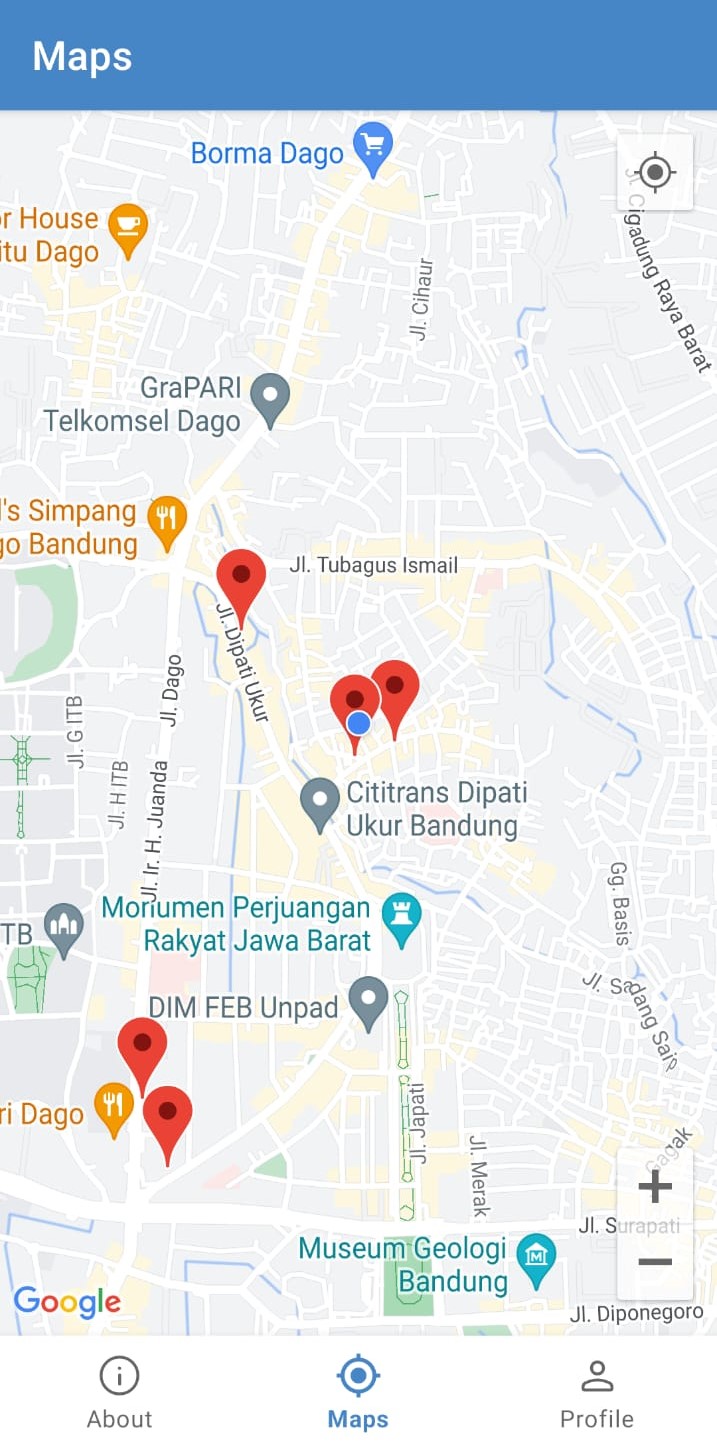 Maps
Borma Dago
r House
itu Dago
Jl. Cigadung Raya Barat
Jl. Cihaur
GraPARI
Telkomsel Dago
l's Simpang
go Bandung
Jl. Tubagus Ismail
Jl. Dipati Ukur
Jl. Dago
Jl. G ITB
Jl. H ITB
Jl. Ir. H. Juanda
Cititrans Dipati
Ukur Bandung
Gg. Basis
Monumen Perjuangan
Rakyat Jawa Barat
TB
Jl. Sadang Saip
DIM FEB Unpad
ri Dago
Jl. Japati
Jl. Merak
Gagak
Jl. Surapati
Museum Geologi
Bandung
Google
Jl. Diponegoro
About
Maps
Profile